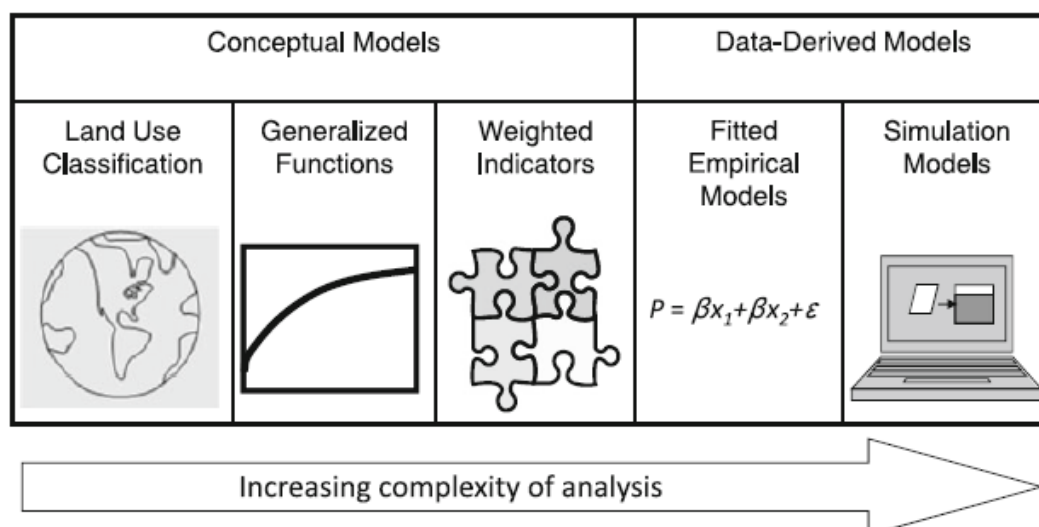 Conceptual Models
Data-Derived Models
Land Use
Classification
Generalized
Functions
Weighted
Indicators
Fitted
Empirical
Models
Simulation
Models
P = βx₁+βx₂+ε
Increasing complexity of analysis